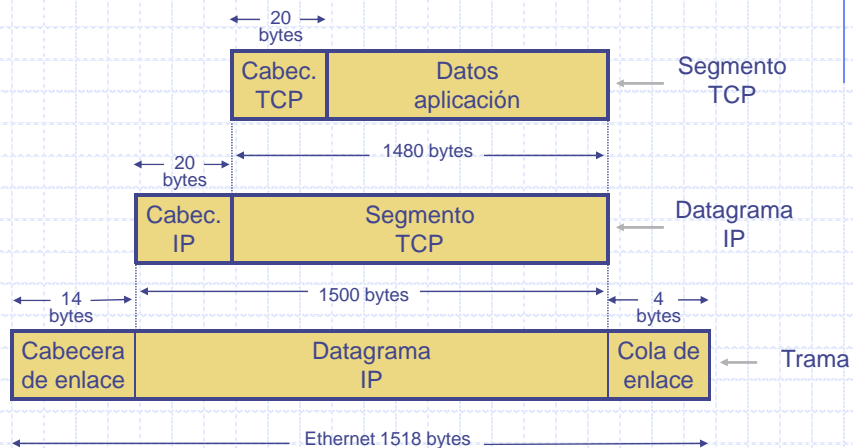 20
bytes
Cabec.
TCP
Datos
aplicación
Segmento
TCP
1480 bytes
20
bytes
Cabec.
IP
Segmento
TCP
Datagrama
IP
1500 bytes
14
bytes
4
bytes
Cabecera
de enlace
Datagrama
IP
Cola de
enlace
Trama
Ethernet 1518 bytes